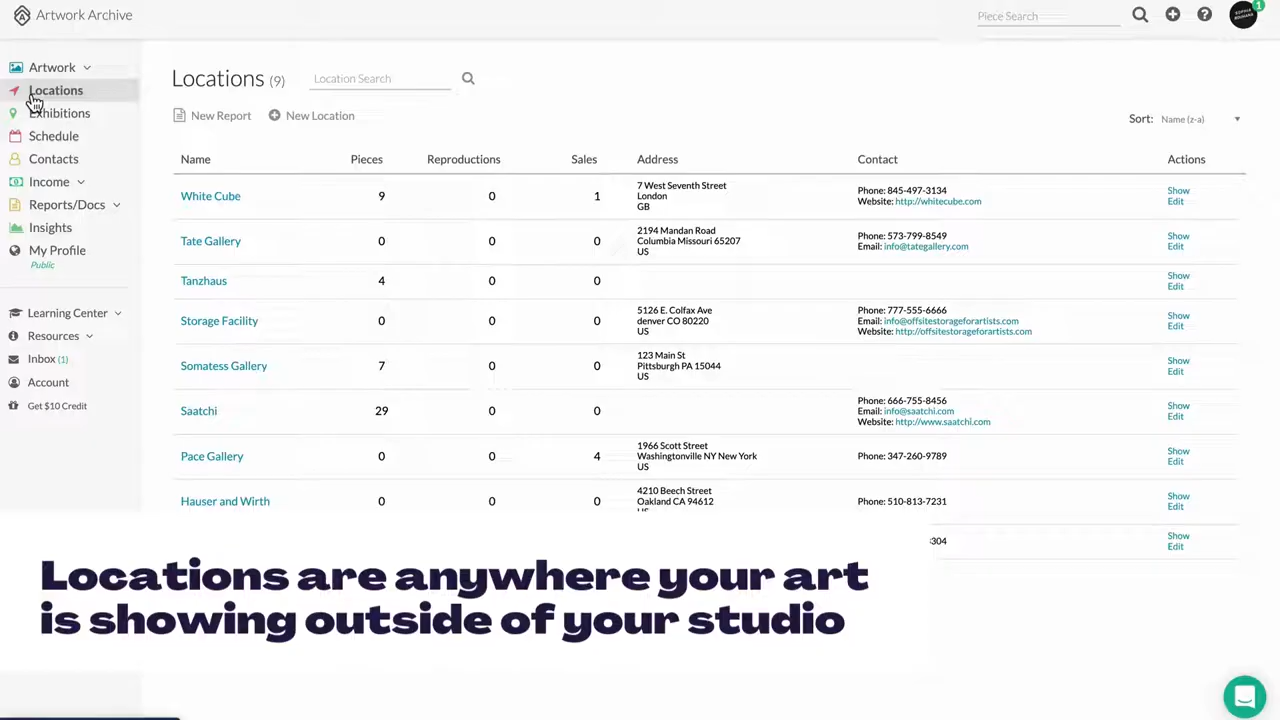 Artwork Archive
Piece Search
1
Artwork
Locations
Exhibitions
Schedule
Contacts
Income
Reports/Docs
Insights
My Profile
Public
Learning Center
Resources
Inbox (1)
Account
Get $10 Credit
Locations (9)
Location Search
New Report
New Location
Sort: Name (z-a)
Name Pieces Reproductions Sales Address Contact Actions
White Cube 9 0 1
7 West Seventh Street
London
GB
Phone: 845-497-3134
Website: http://whitecube.com
Show
Edit
Tate Gallery 0 0 0
2194 Mandan Road
Columbia Missouri 65207
US
Phone: 573-799-8549
Email: info@tategallery.com
Show
Edit
Tanzhaus 4 0 0
Show
Edit
Storage Facility 0 0 0
5126 E. Colfax Ave
denver CO 80220
US
Phone: 777-555-6666
Email: info@offsitestorageforartists.com
Website: http://offsitestorageforartists.com
Show
Edit
Somatess Gallery 7 0 0
123 Main St
Pittsburgh PA 15044
US
Show
Edit
Saatchi 29 0 0
Phone: 666-755-8456
Email: info@saatchi.com
Website: http://www.saatchi.com
Show
Edit
Pace Gallery 0 0 4
1966 Scott Street
Washingtonville NY New York
US
Phone: 347-260-9789
Show
Edit
Hauser and Wirth 0 0 0
4210 Beech Street
Oakland CA 94612
Phone: 510-813-7231
Show
Edit
304
Show
Edit
Locations are anywhere your art
is showing outside of your studio